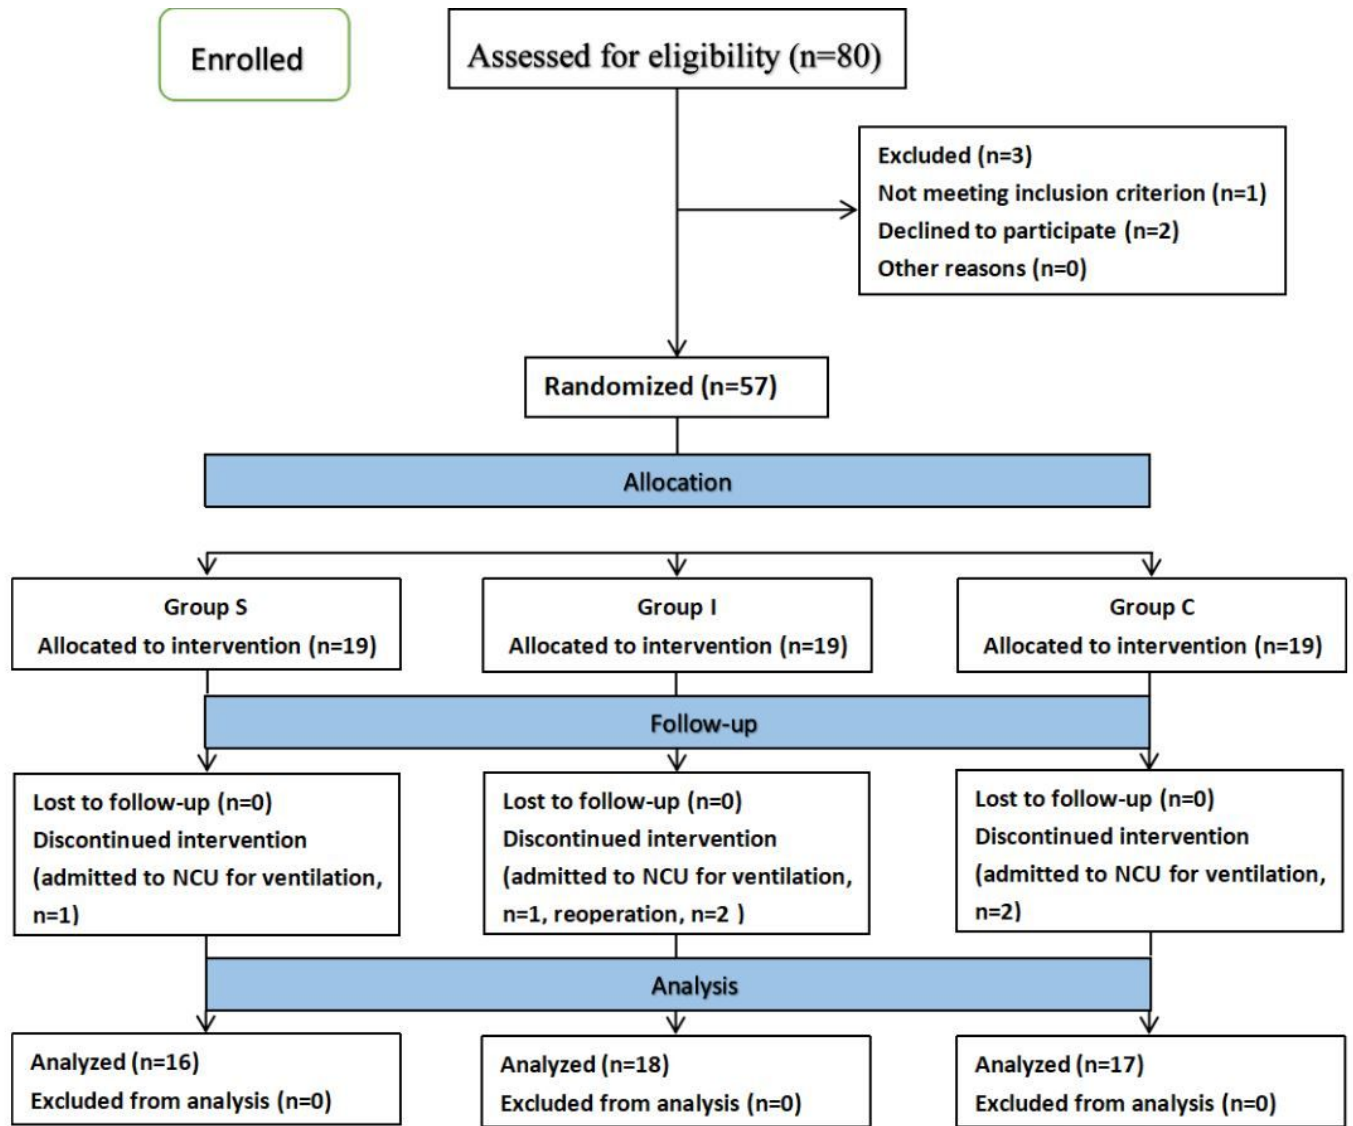 Enrolled
Assessed for eligibility (n=80)
Excluded (n=3)
Not meeting inclusion criterion (n=1)
Declined to participate (n=2)
Other reasons (n=0)
Randomized (n=57)
Allocation
Group S
Allocated to intervention (n=19)
Group I
Allocated to intervention (n=19)
Group C
Allocated to intervention (n=19)
Follow-up
Lost to follow-up (n=0)
Discontinued intervention
(admitted to NCU for ventilation,
n=1)
Lost to follow-up (n=0)
Discontinued intervention
(admitted to NCU for ventilation,
n=1, reoperation, n=2 )
Lost to follow-up (n=0)
Discontinued intervention
(admitted to NCU for ventilation,
n=2)
Analysis
Analyzed (n=16)
Excluded from analysis (n=0)
Analyzed (n=18)
Excluded from analysis (n=0)
Analyzed (n=17)
Excluded from analysis (n=0)